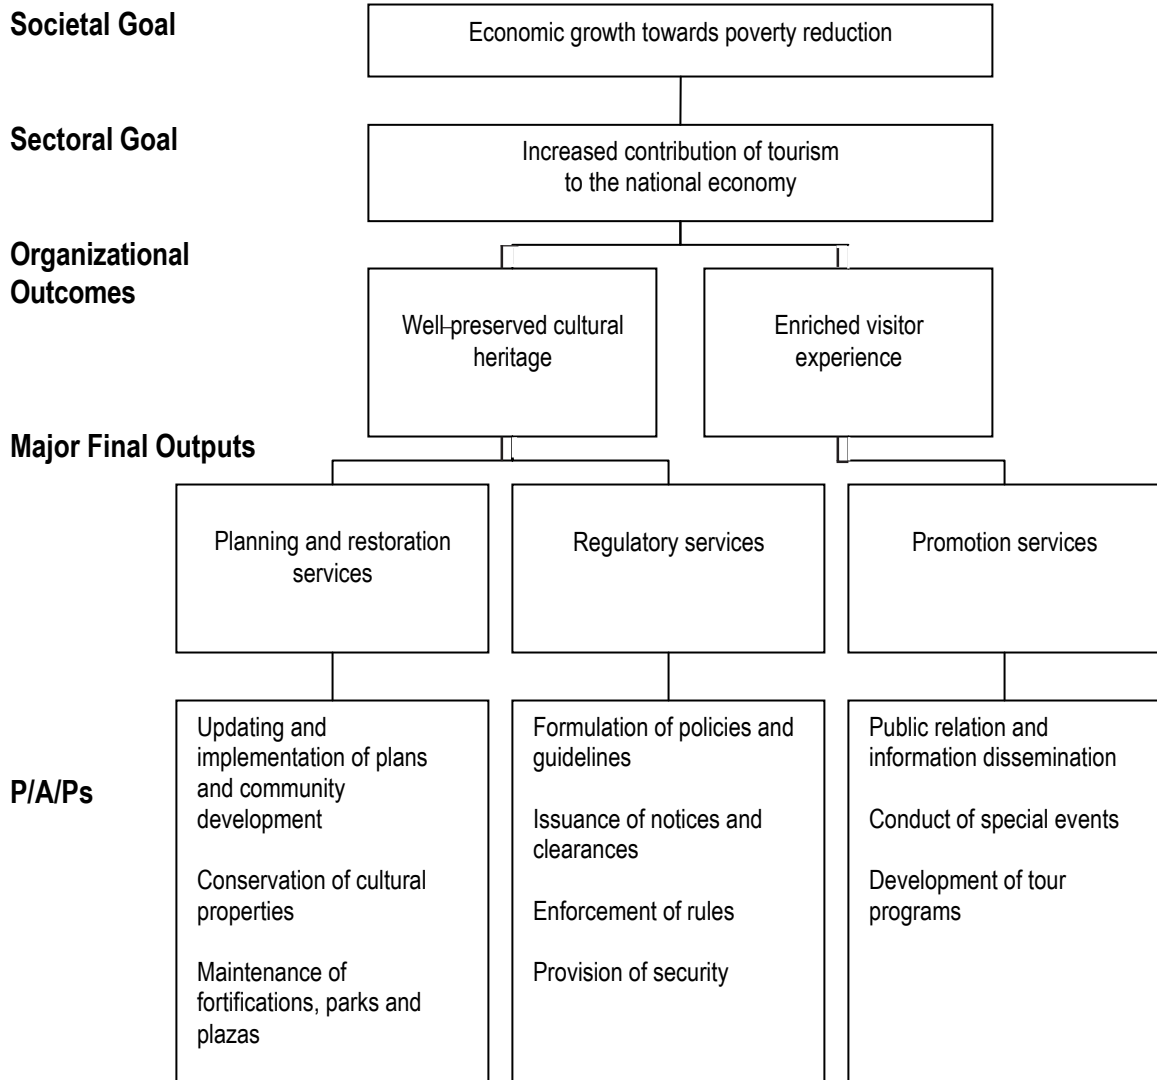 Societal Goal
Economic growth towards poverty reduction
Sectoral Goal
Increased contribution of tourism
to the national economy
Organizational
Outcomes
Well-preserved cultural
heritage
Enriched visitor
experience
Major Final Outputs
Planning and restoration
services
Regulatory services
Promotion services
P/A/Ps
Updating and
implementation of plans
and community
development
Conservation of cultural
properties
Maintenance of
fortifications, parks and
plazas
Formulation of policies and
guidelines
Issuance of notices and
clearances
Enforcement of rules
Provision of security
Public relation and
information dissemination
Conduct of special events
Development of tour
programs